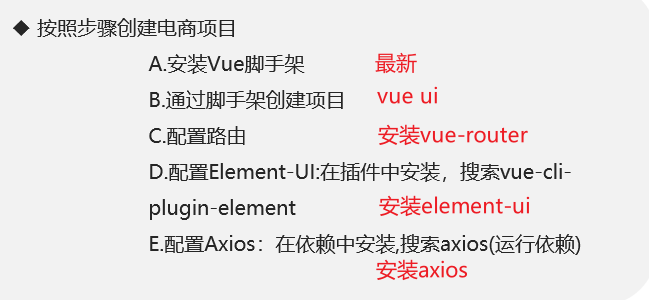 ◆ 按照步骤创建电商项目
A.安装Vue脚手架 最新
B.通过脚手架创建项目 vue ui
C.配置路由 安装vue-router
D.配置Element-UI:在插件中安装，搜索vue-cli-
plugin-element 安装element-ui
E.配置Axios：在依赖中安装,搜索axios(运行依赖)
安装axios